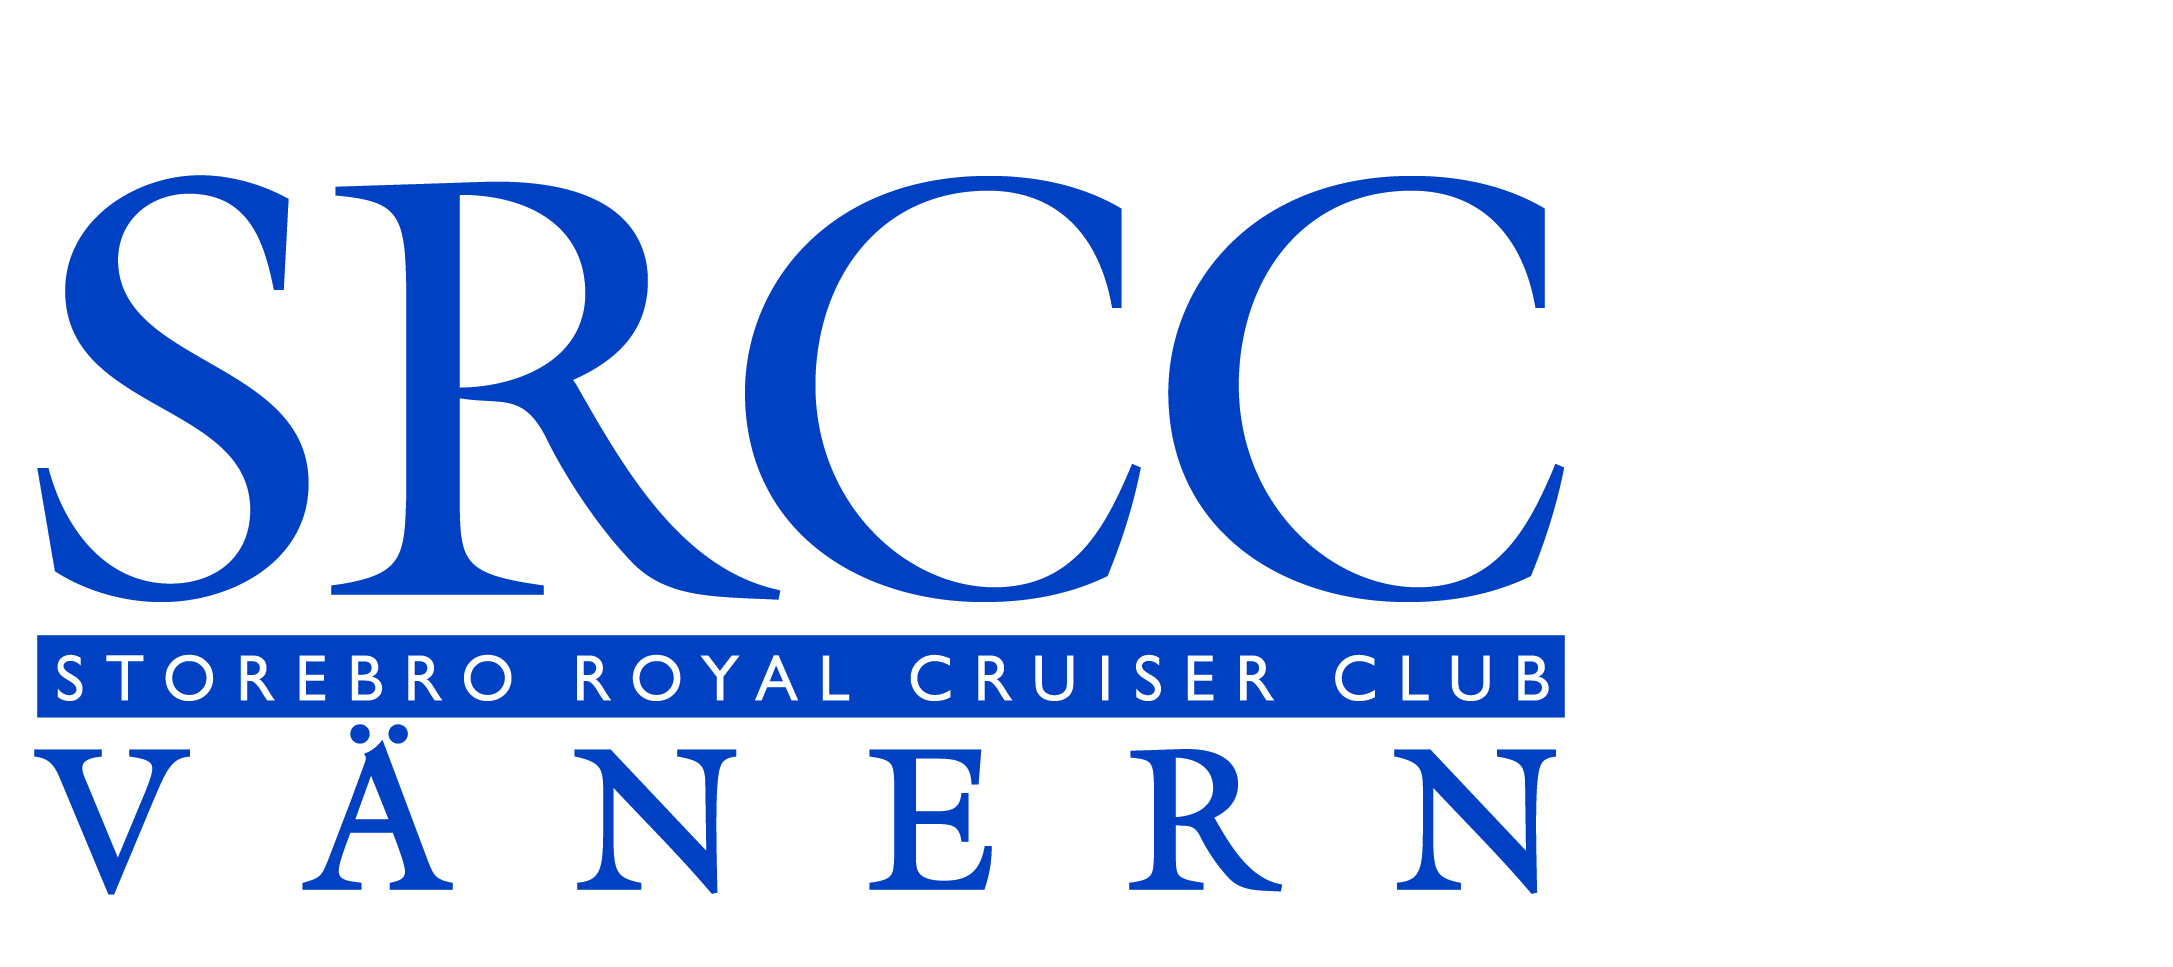 SRCC
STOREBRO ROYAL CRUISER CLUB
VÄNERN